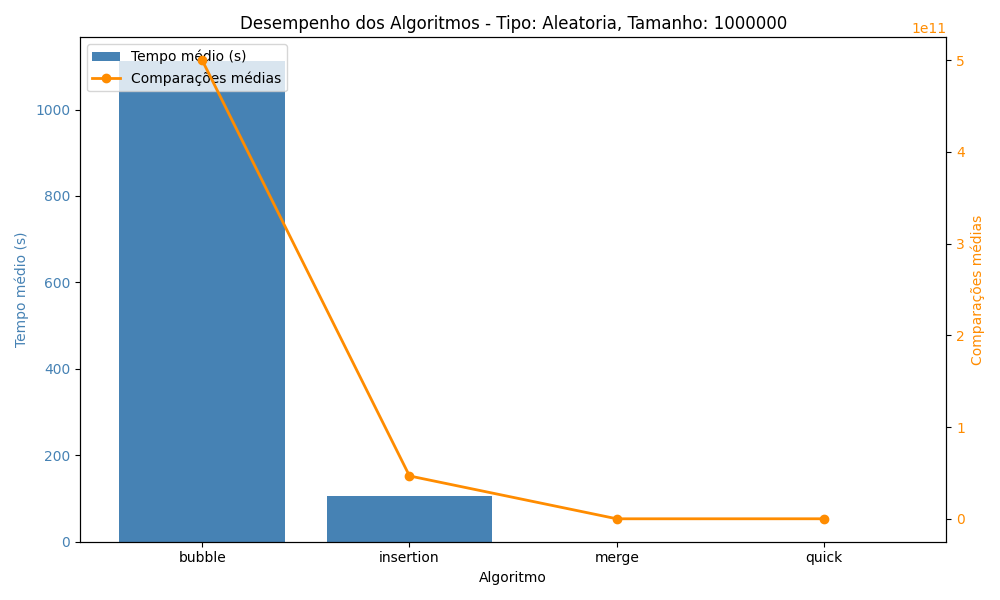 Desempenho dos Algoritmos - Tipo: Aleatoria, Tamanho: 1000000
1e11
Tempo médio (s)
Comparações médias
1000
800
600
400
200
0
Tempo médio (s)
5
4
3
2
1
0
Comparações médias
bubble insertion merge quick
Algoritmo